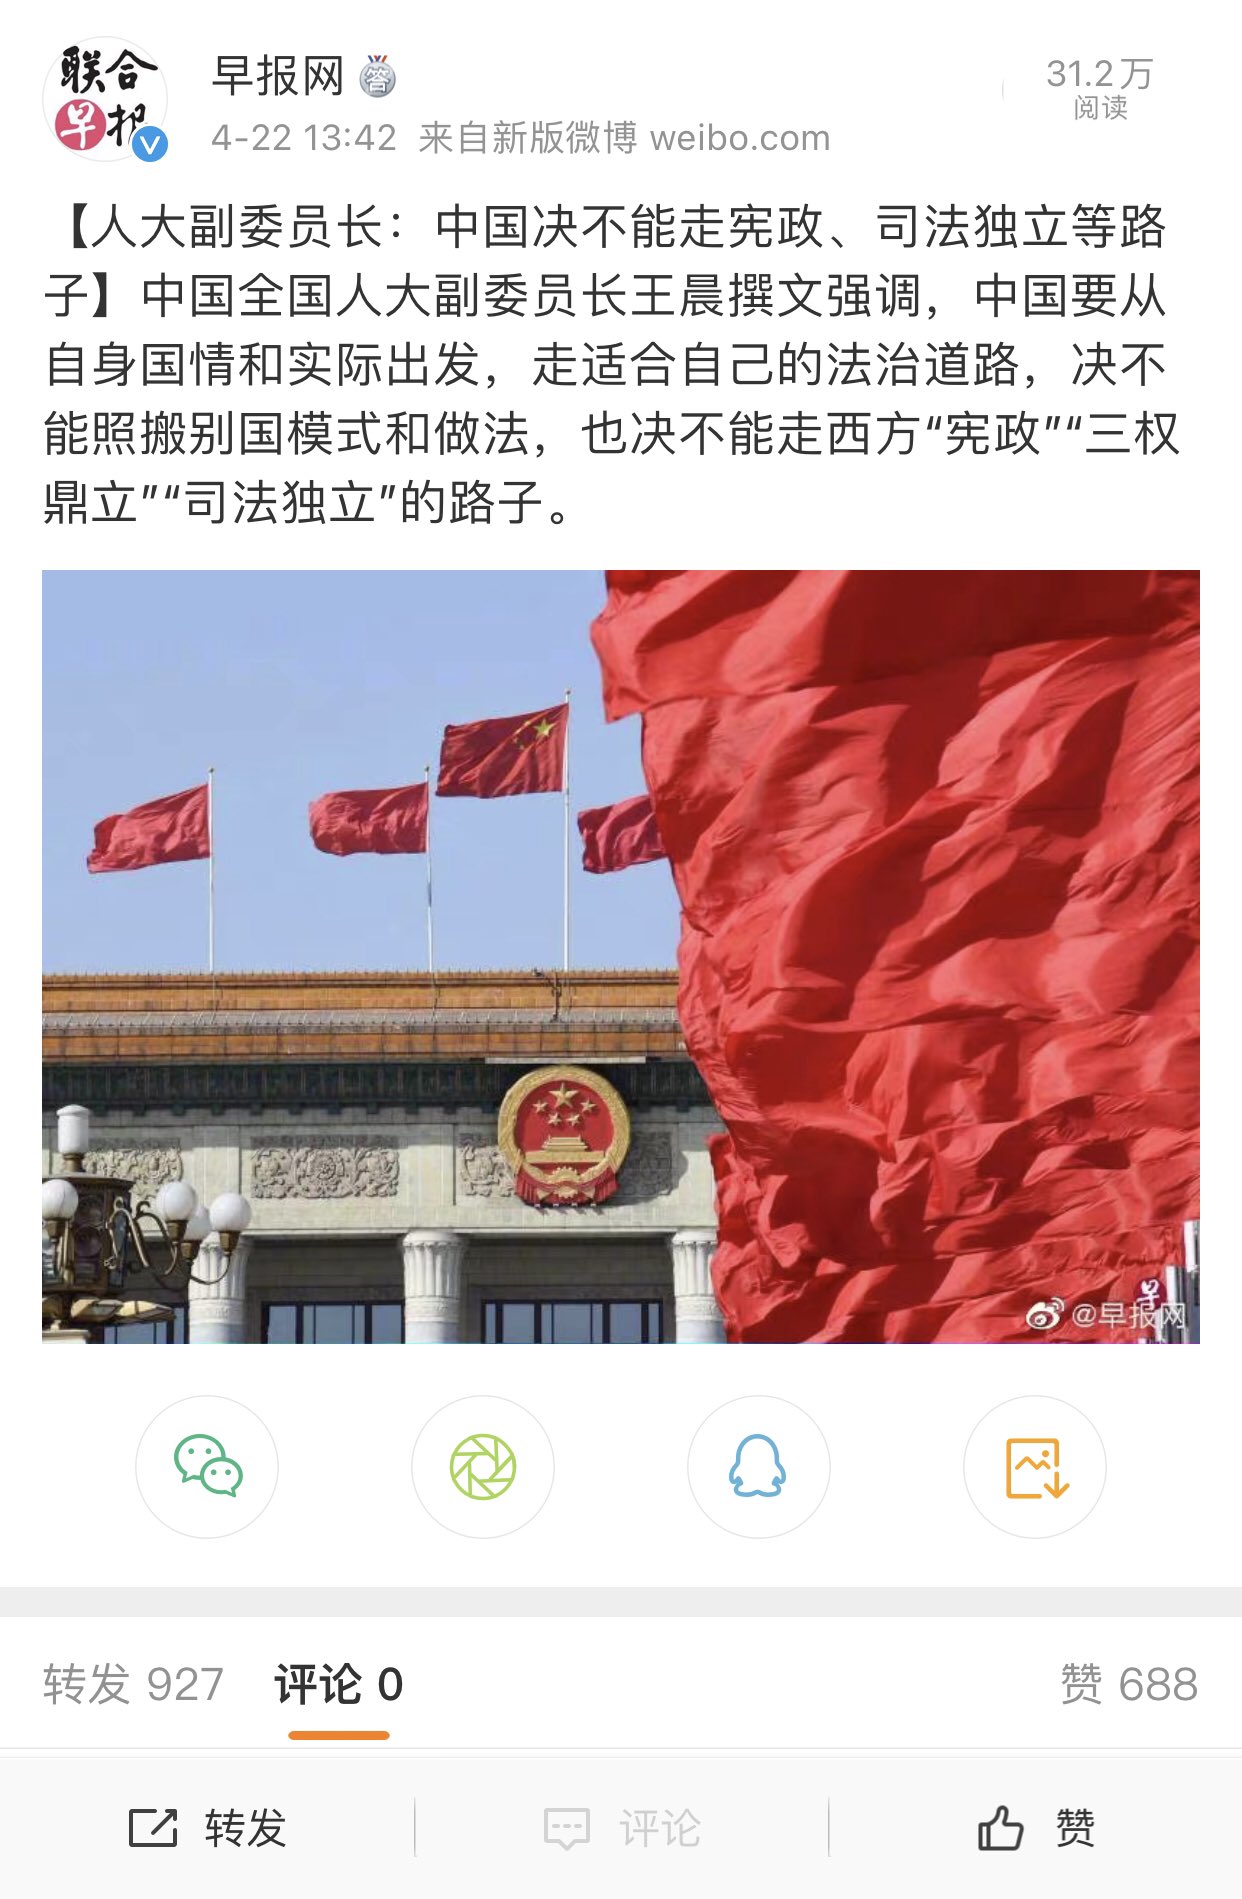 联合
早报
早报网
答
31.2万
阅读
4-22 13:42 来自新版微博 weibo.com
【人大副委员长：中国决不能走宪政、司法独立等路
子】中国全国人大副委员长王晨撰文强调，中国要从
自身国情和实际出发，走适合自己的法治道路，决不
能照搬别国模式和做法，也决不能走西方“宪政”“三权
鼎立”“司法独立”的路子。
早
@早报网
转发 927
评论 0
赞 688
转发
评论
赞